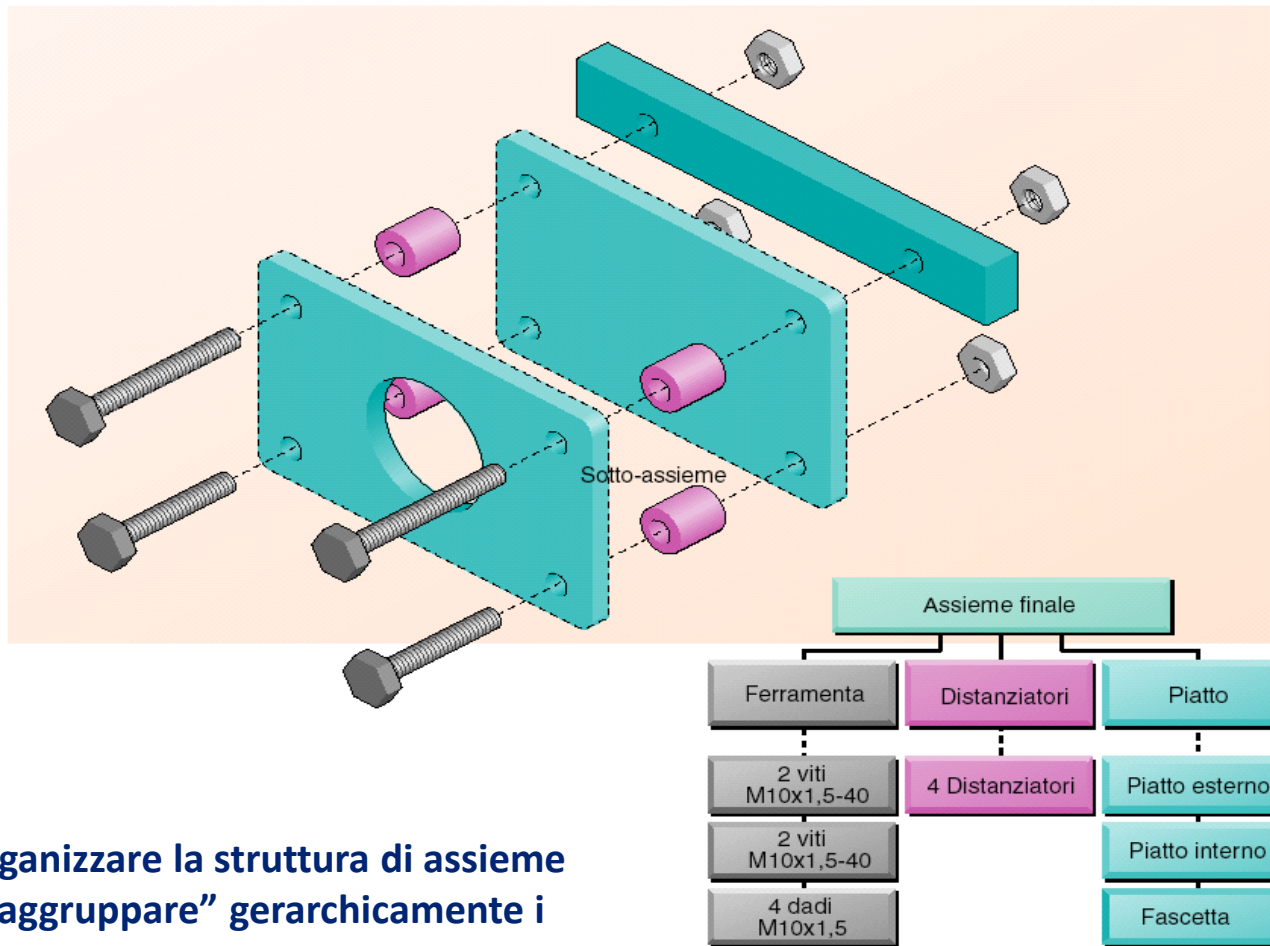 Sotto-assieme
Assieme finale
Ferramenta
Distanziatori
Piatto
2 viti
M10x1,5-40
4 Distanziatori
Piatto esterno
2 viti
M10x1,5-40
Piatto interno
4 dadi
M10x1,5
Fascetta
ganizzare la struttura di assieme
aggruppare” gerarchicamente i